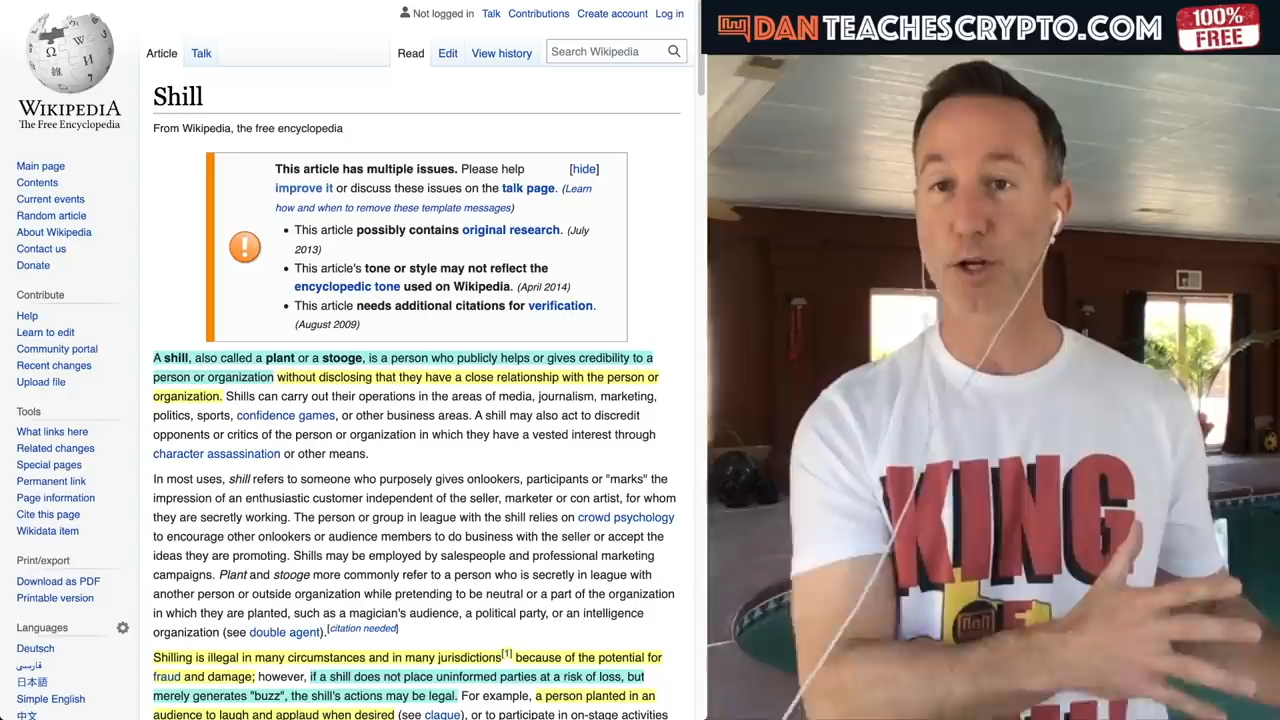 Not logged in Talk Contributions Create account Log in
Article Talk Read Edit View history Search Wikipedia
WIKIPEDIA
The Free Encyclopedia
Main page
Contents
Current events
Random article
About Wikipedia
Contact us
Donate
Contribute
Help
Learn to edit
Community portal
Recent changes
Upload file
Tools
What links here
Related changes
Special pages
Permanent link
Page information
Cite this page
Wikidata item
Print/export
Download as PDF
Printable version
Languages
Deutsch
فارسی
日本語
Simple English
中文
Shill
From Wikipedia, the free encyclopedia
This article has multiple issues. Please help [hide]
improve it or discuss these issues on the talk page. (Learn
how and when to remove these template messages)
• This article possibly contains original research. (July
2013)
• This article's tone or style may not reflect the
encyclopedic tone used on Wikipedia. (April 2014)
• This article needs additional citations for verification.
(August 2009)
A shill, also called a plant or a stooge, is a person who publicly helps or gives credibility to a
person or organization without disclosing that they have a close relationship with the person or
organization. Shills can carry out their operations in the areas of media, journalism, marketing,
politics, sports, confidence games, or other business areas. A shill may also act to discredit
opponents or critics of the person or organization in which they have a vested interest through
character assassination or other means.
In most uses, shill refers to someone who purposely gives onlookers, participants or "marks" the
impression of an enthusiastic customer independent of the seller, marketer or con artist, for whom
they are secretly working. The person or group in league with the shill relies on crowd psychology
to encourage other onlookers or audience members to do business with the seller or accept the
ideas they are promoting. Shills may be employed by salespeople and professional marketing
campaigns. Plant and stooge more commonly refer to a person who is secretly in league with
another person or outside organization while pretending to be neutral or a part of the organization
in which they are planted, such as a magician's audience, a political party, or an intelligence
organization (see double agent).[citation needed]
Shilling is illegal in many circumstances and in many jurisdictions[1] because of the potential for
fraud and damage; however, if a shill does not place uninformed parties at a risk of loss, but
merely generates "buzz", the shill's actions may be legal. For example, a person planted in an
audience to laugh and applaud when desired (see claque), or to participate in on-stage activities
DANTEACHESCRYPTO.COM
100%
FREE
KING